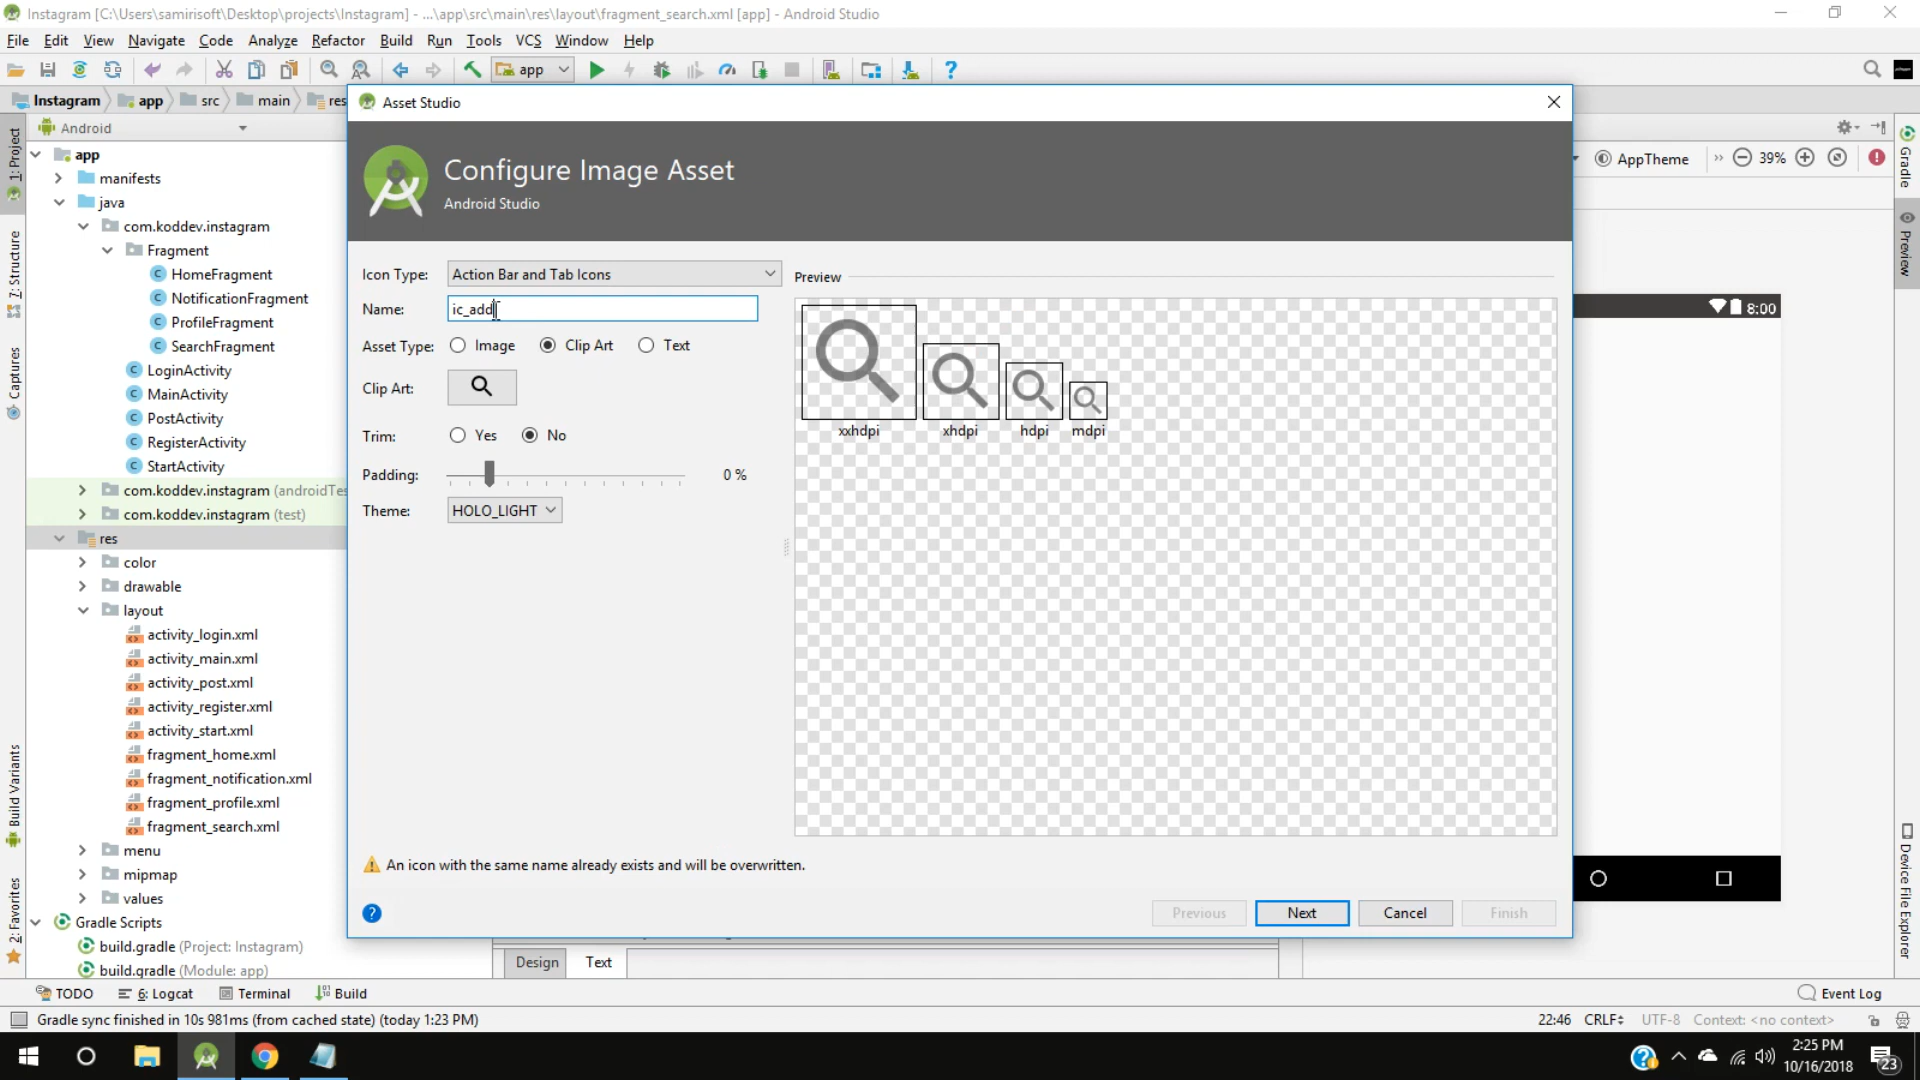 Instagram [C:\Users\samirisoft\Desktop\projects\Instagram] - ...\app\src\main\res\layout\fragment_search.xml [app] - Android Studio
File Edit View Navigate Code Analyze Refactor Build Run Tools VCS Window Help
app
Instagram app src main res
Asset Studio
Configure Image Asset
Android Studio
Android
AppTheme 39%
1: Project
7: Structure
Captures
Build Variants
2: Favorites
app
manifests
java
com.koddev.instagram
Fragment
HomeFragment
NotificationFragment
ProfileFragment
SearchFragment
LoginActivity
MainActivity
PostActivity
RegisterActivity
StartActivity
com.koddev.instagram (androidTes
com.koddev.instagram (test)
res
color
drawable
layout
activity_login.xml
activity_main.xml
activity_post.xml
activity_register.xml
activity_start.xml
fragment_home.xml
fragment_notification.xml
fragment_profile.xml
fragment_search.xml
menu
mipmap
values
Gradle Scripts
build.gradle (Project: Instagram)
build.gradle (Module: app)
Icon Type: Action Bar and Tab Icons
Name: ic_add
Asset Type: Image Clip Art Text
Clip Art:
Trim: Yes No
Padding: 0 %
Theme: HOLO_LIGHT
Preview
xxhdpi xhdpi hdpi mdpi
An icon with the same name already exists and will be overwritten.
?
Previous Next Cancel Finish
8:00
Gradle
Preview
Device File Explorer
Design Text
TODO 6: Logcat Terminal Build Event Log
Gradle sync finished in 10s 981ms (from cached state) (today 1:23 PM) 22:46 CRLF UTF-8 Context: <no context>
2:25 PM
10/16/2018
23